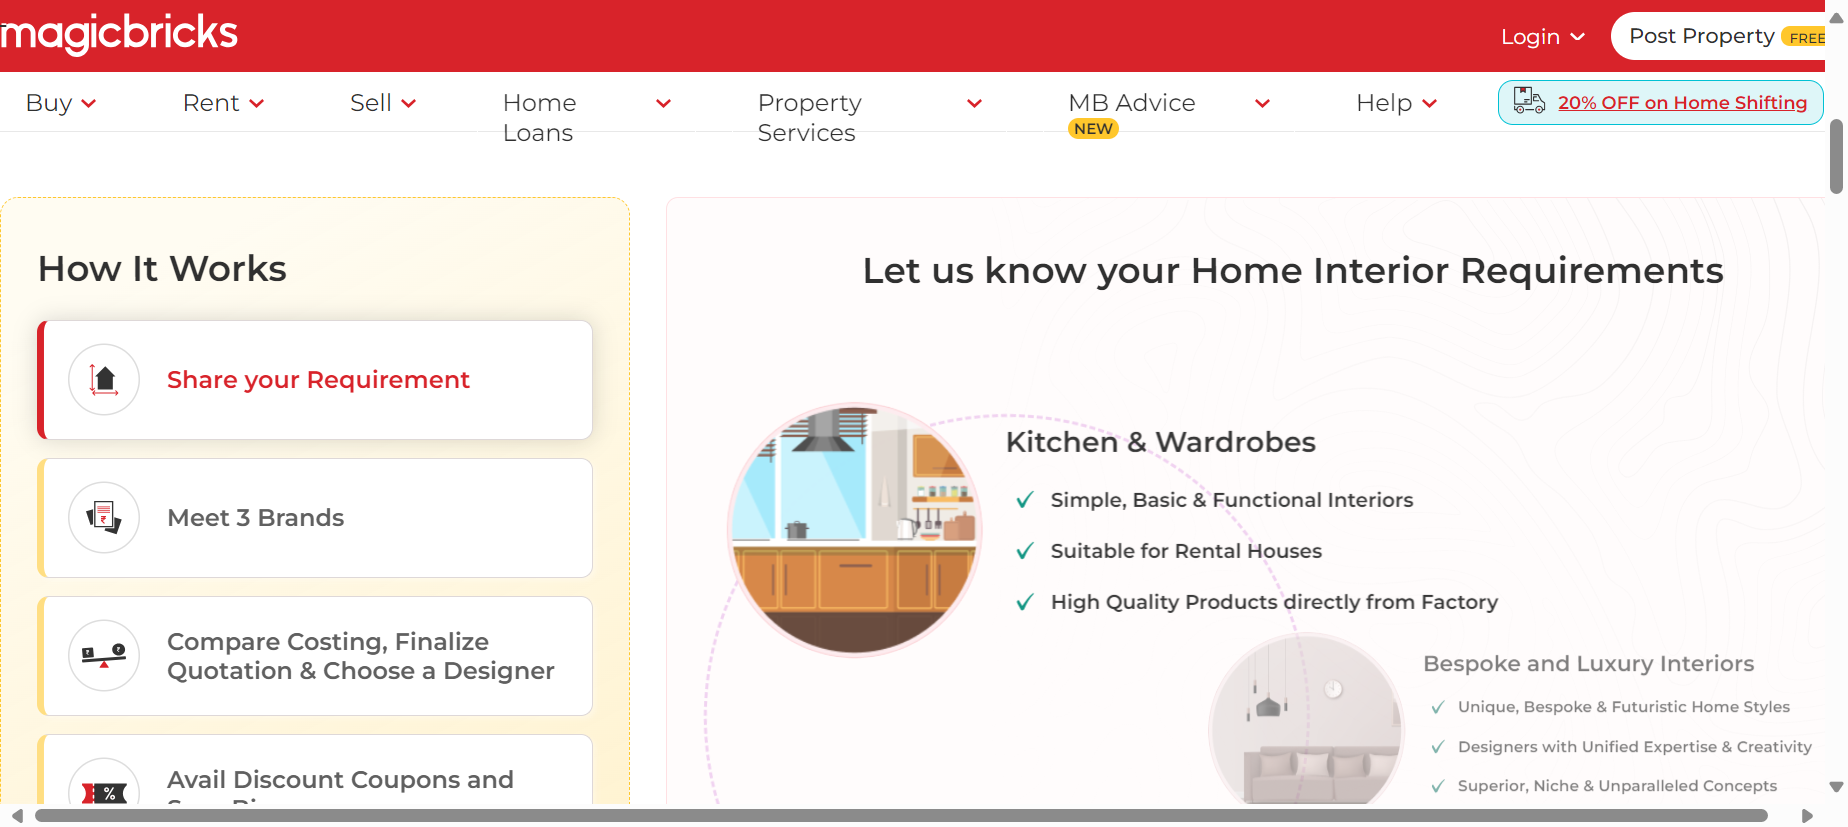 magicbricks
Login
Post Property FREE
Buy
Rent
Sell
Home
Loans
Property
Services
MB Advice
NEW
Help
20% OFF on Home Shifting
How It Works
Share your Requirement
Meet 3 Brands
Compare Costing, Finalize
Quotation & Choose a Designer
Avail Discount Coupons and
Let us know your Home Interior Requirements
Kitchen & Wardrobes
Simple, Basic & Functional Interiors
Suitable for Rental Houses
High Quality Products directly from Factory
Bespoke and Luxury Interiors
Unique, Bespoke & Futuristic Home Styles
Designers with Unified Expertise & Creativity
Superior, Niche & Unparalleled Concepts